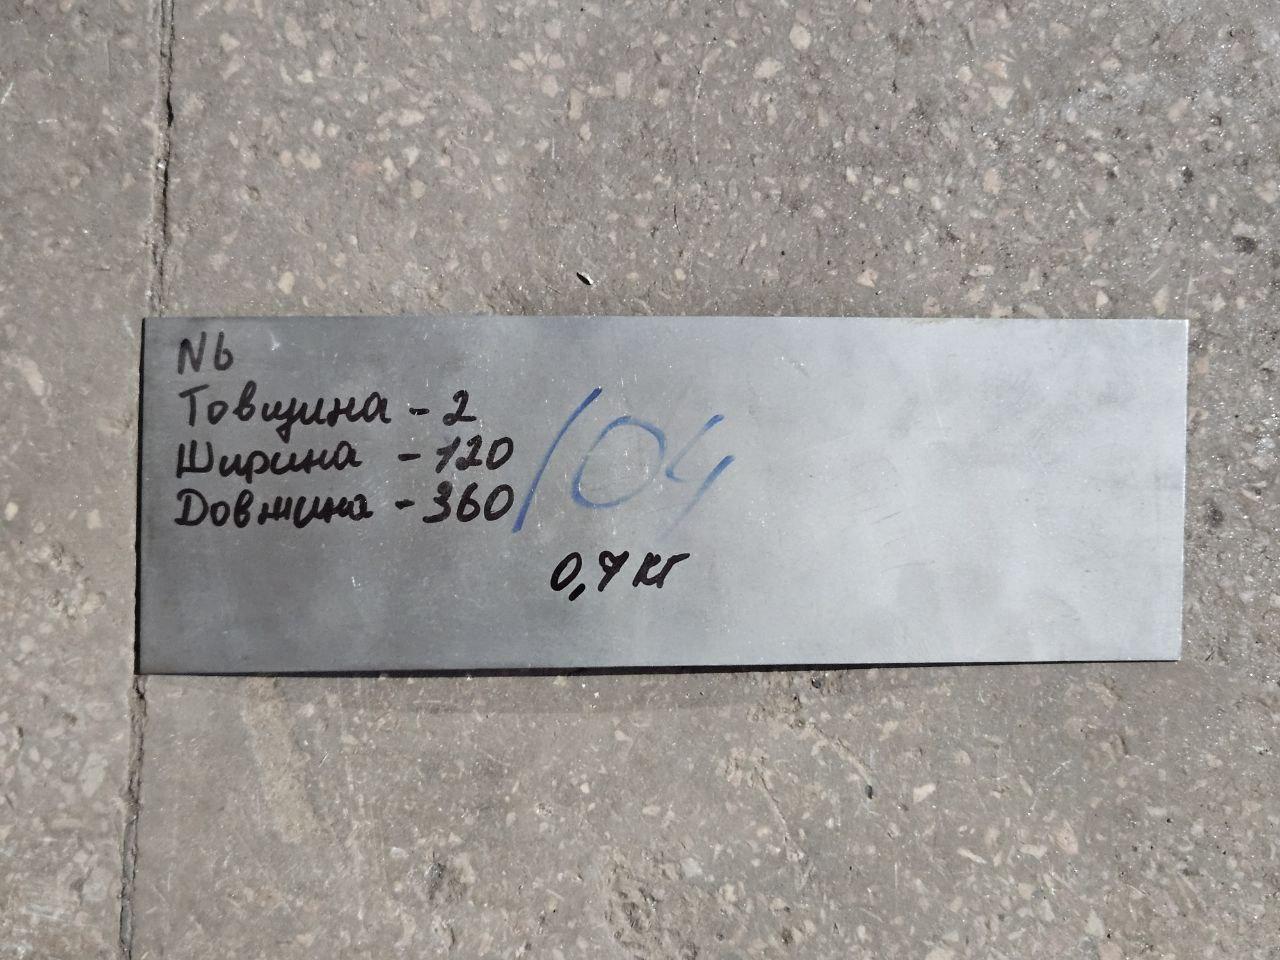 Nb
Товщина - 2
Ширина - 120
Довжина - 360
104
0,7 кг